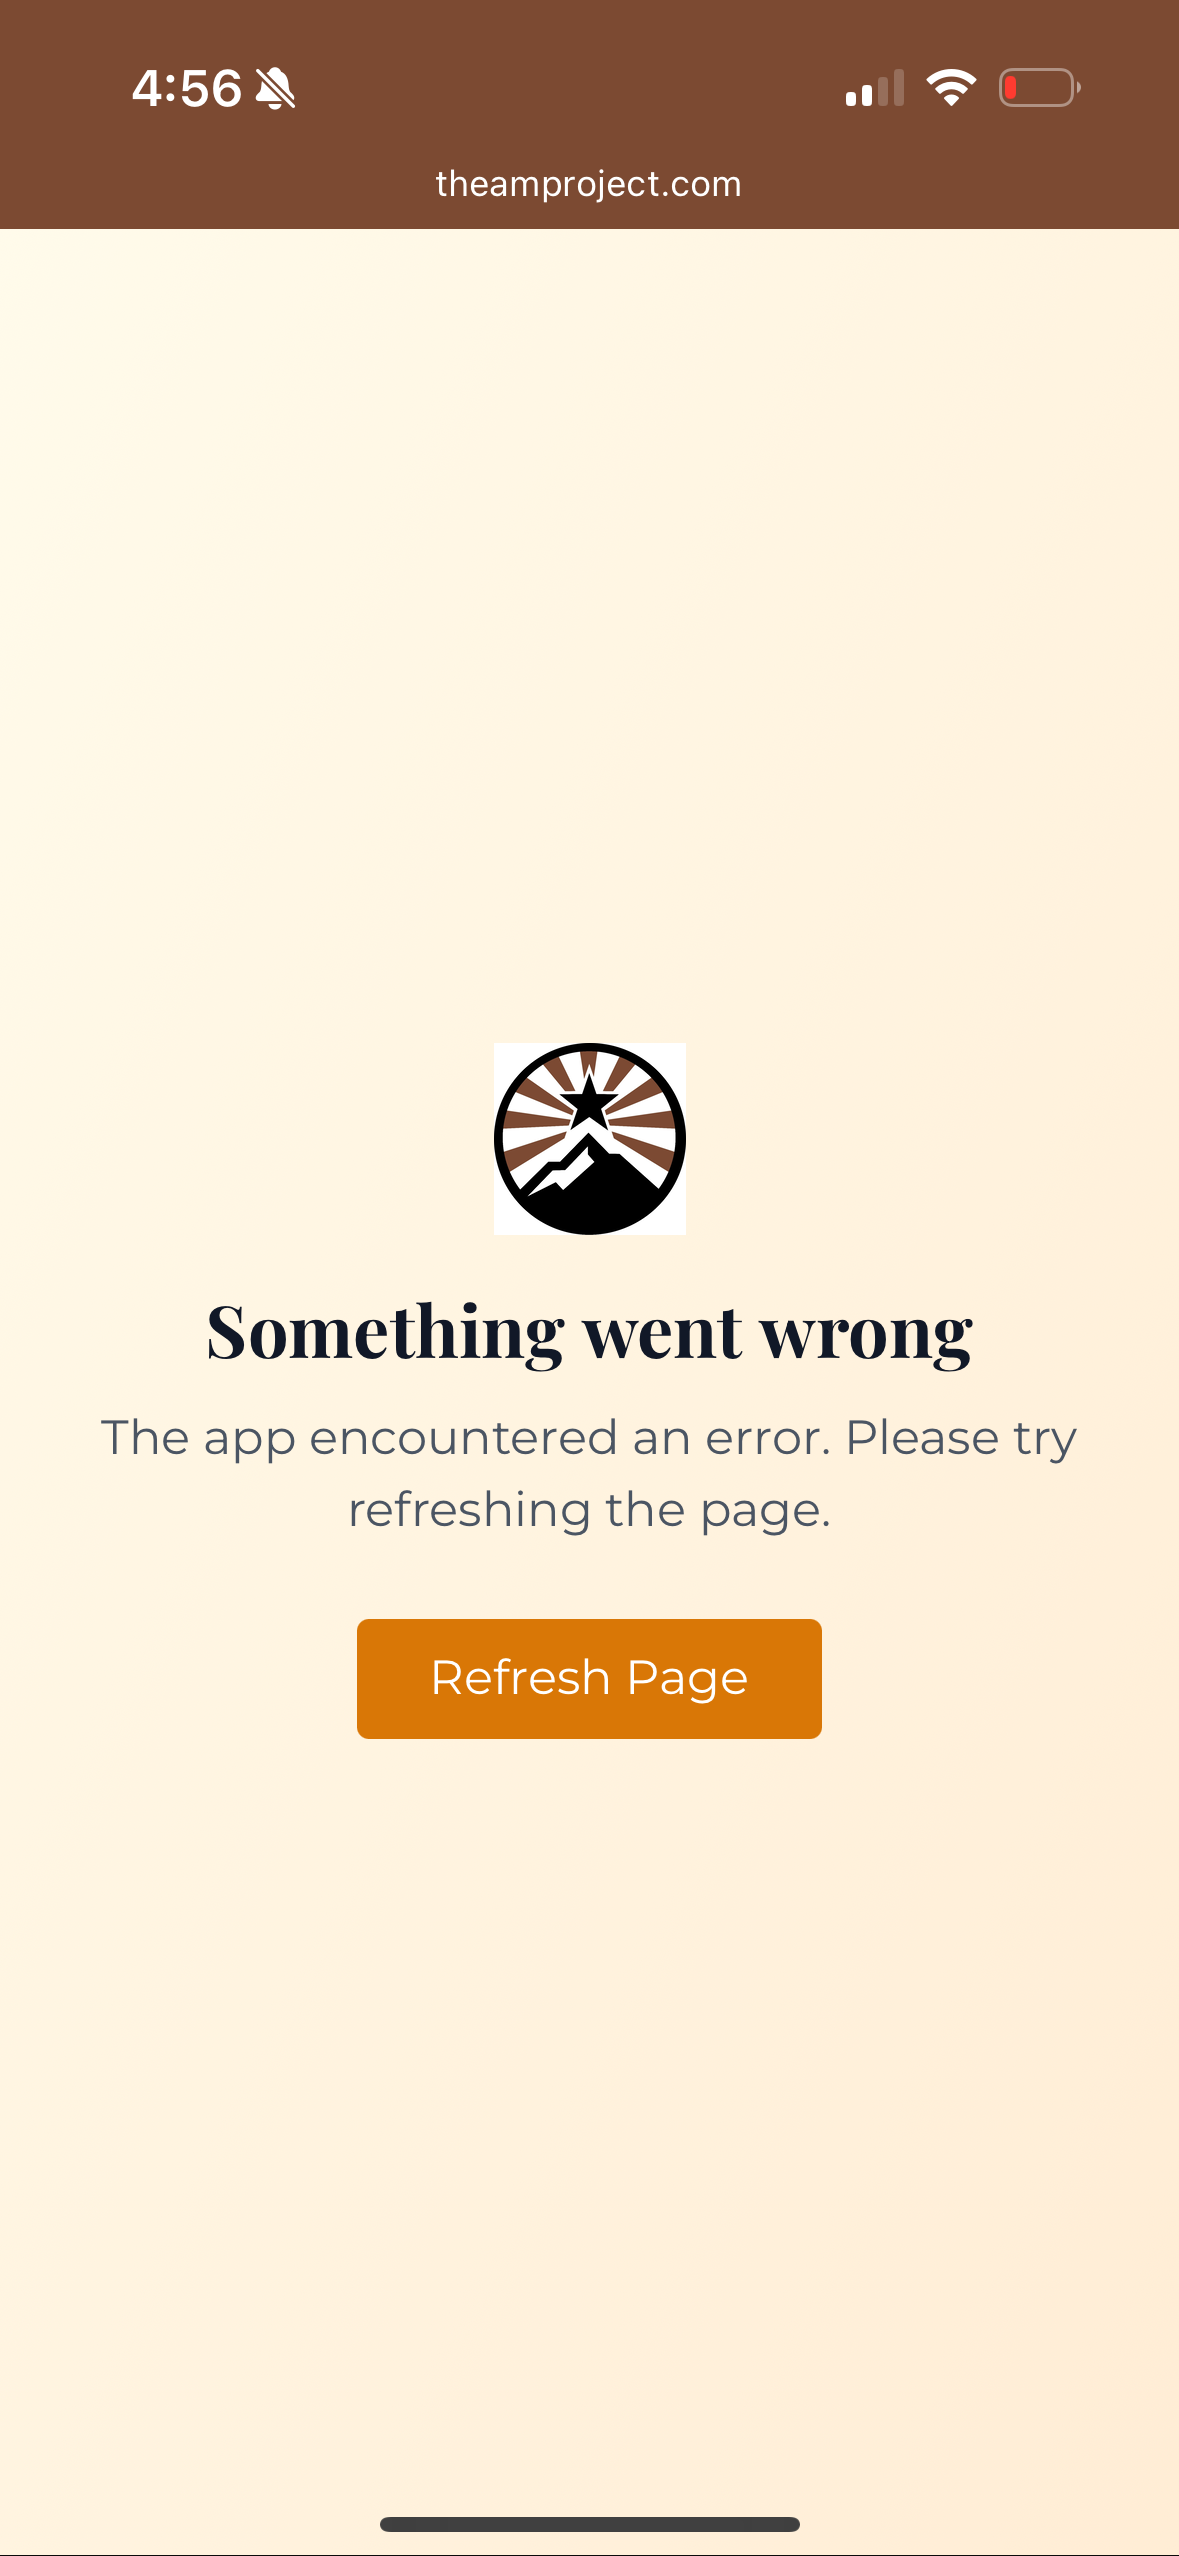 4:56
theamproject.com
Something went wrong
The app encountered an error. Please try
refreshing the page.
Refresh Page